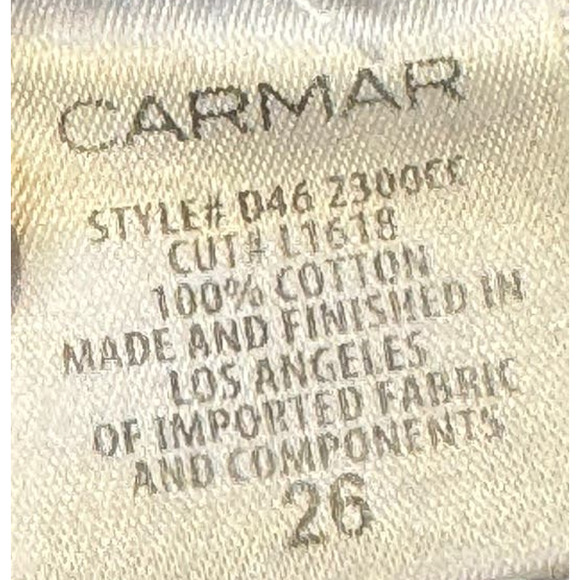 CARMAR
STYLE# D46 2300EC
CUT# L1618
100% COTTON
MADE AND FINISHED IN
LOS ANGELES
OF IMPORTED FABRIC
AND COMPONENTS
26